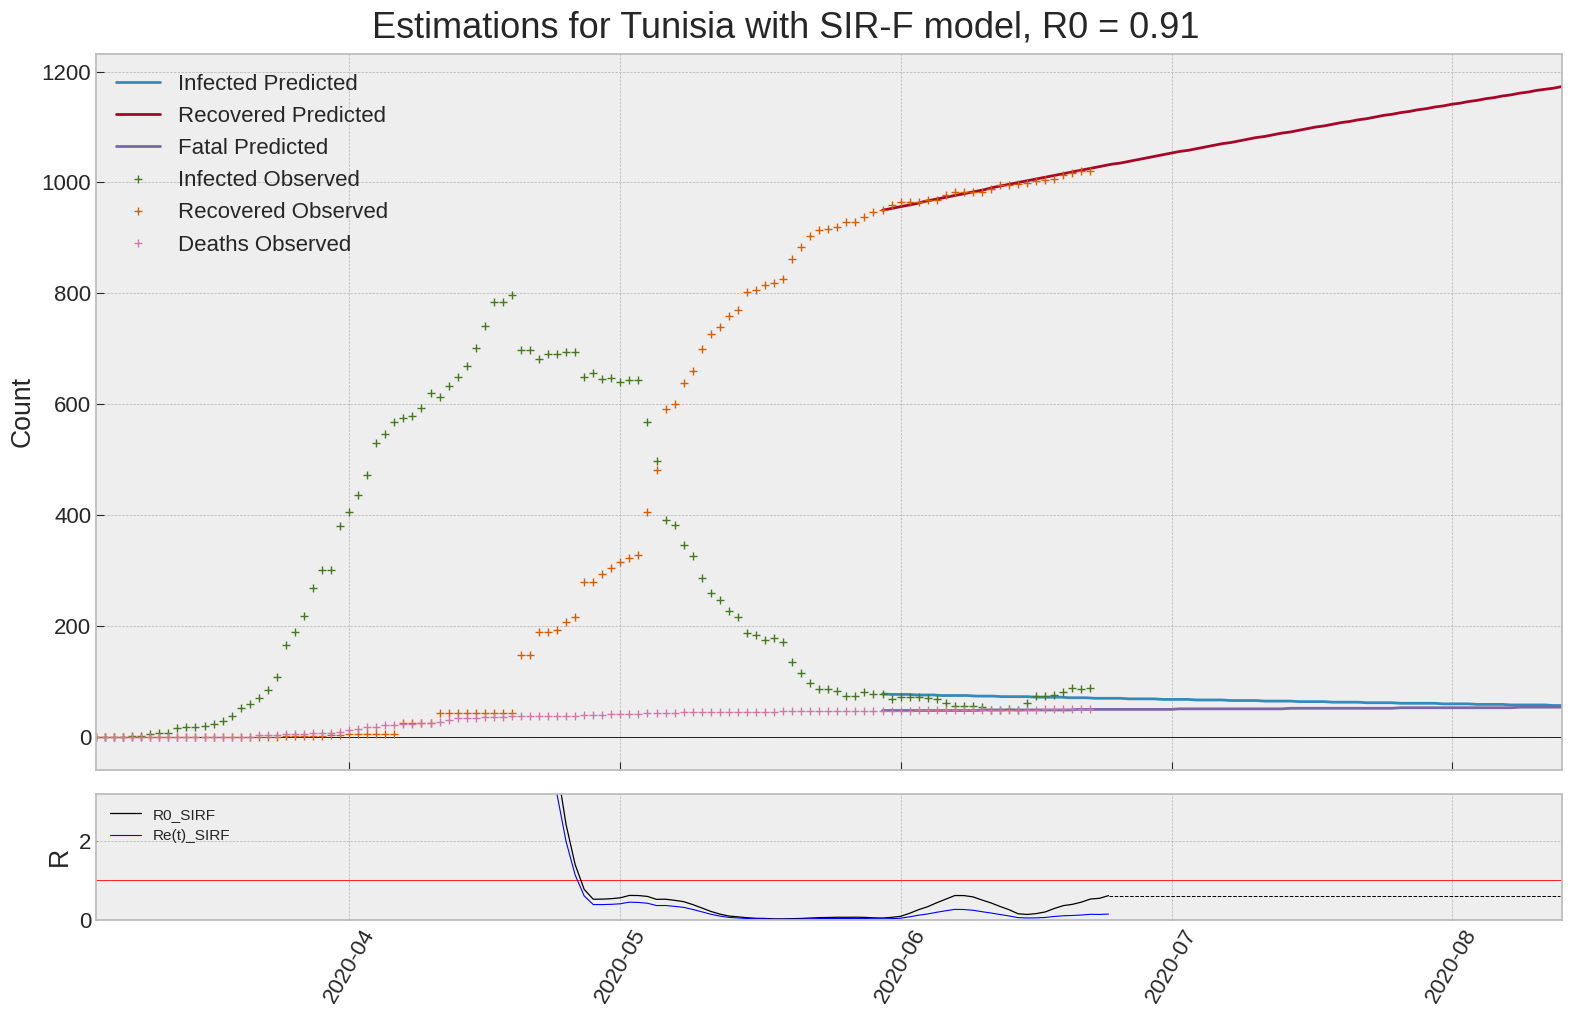 Estimations for Tunisia with SIR-F model, R0 = 0.91
Infected Predicted
Recovered Predicted
Fatal Predicted
Infected Observed
Recovered Observed
Deaths Observed
1200
1000
800
600
400
200
0
Count
R0_SIRF
Re(t)_SIRF
2
0
R
2020-04
2020-05
2020-06
2020-07
2020-08